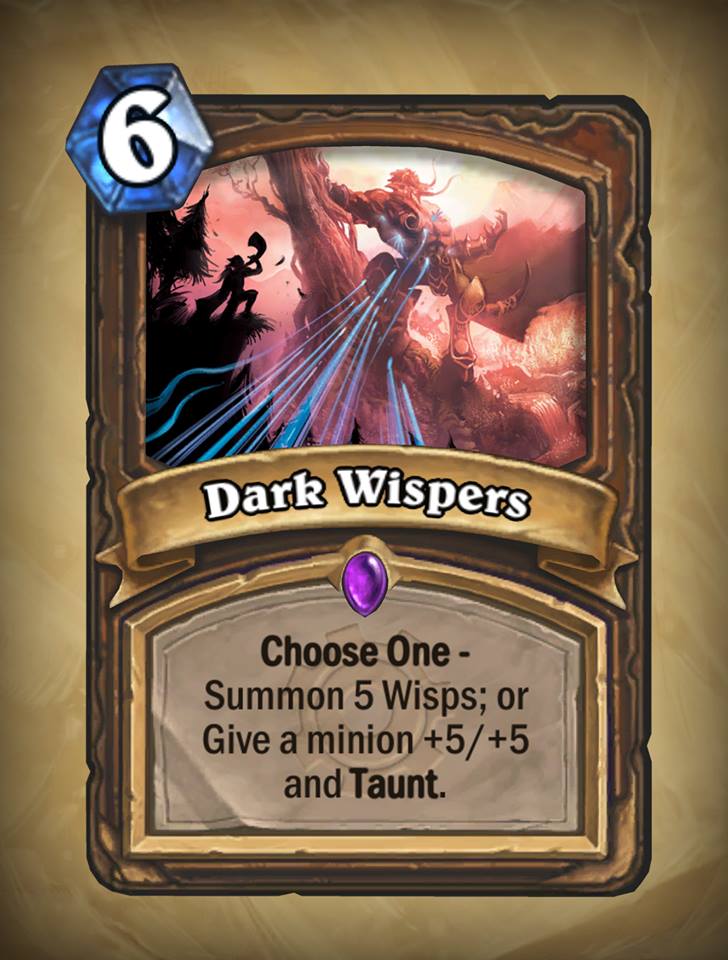 6
Dark Wispers
Choose One -
Summon 5 Wisps; or
Give a minion +5/+5
and Taunt.